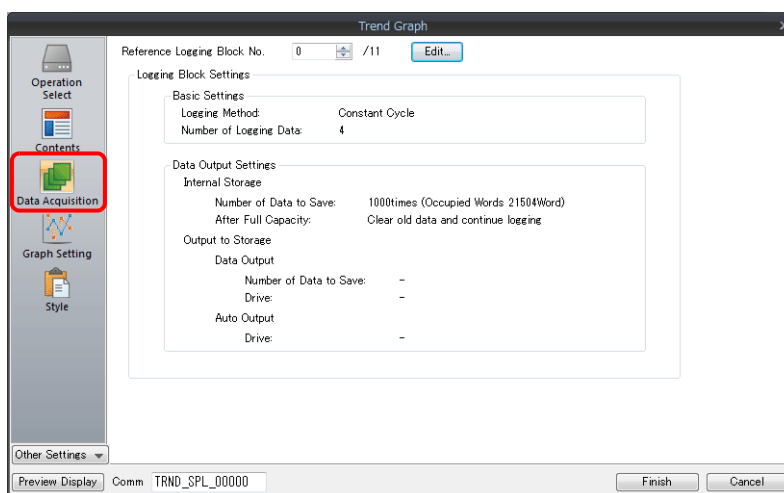 Trend Graph
Reference Logging Block No. 0 /11 Edit...
Operation
Select
Contents
Data Acquisition
Graph Setting
Style
Other Settings
Logging Block Settings
Basic Settings
Logging Method: Constant Cycle
Number of Logging Data: 4
Data Output Settings
Internal Storage
Number of Data to Save: 1000times (Occupied Words 21504Word)
After Full Capacity: Clear old data and continue logging
Output to Storage
Data Output
Number of Data to Save: -
Drive: -
Auto Output
Drive: -
Preview Display Comm TRND_SPL_00000 Finish Cancel